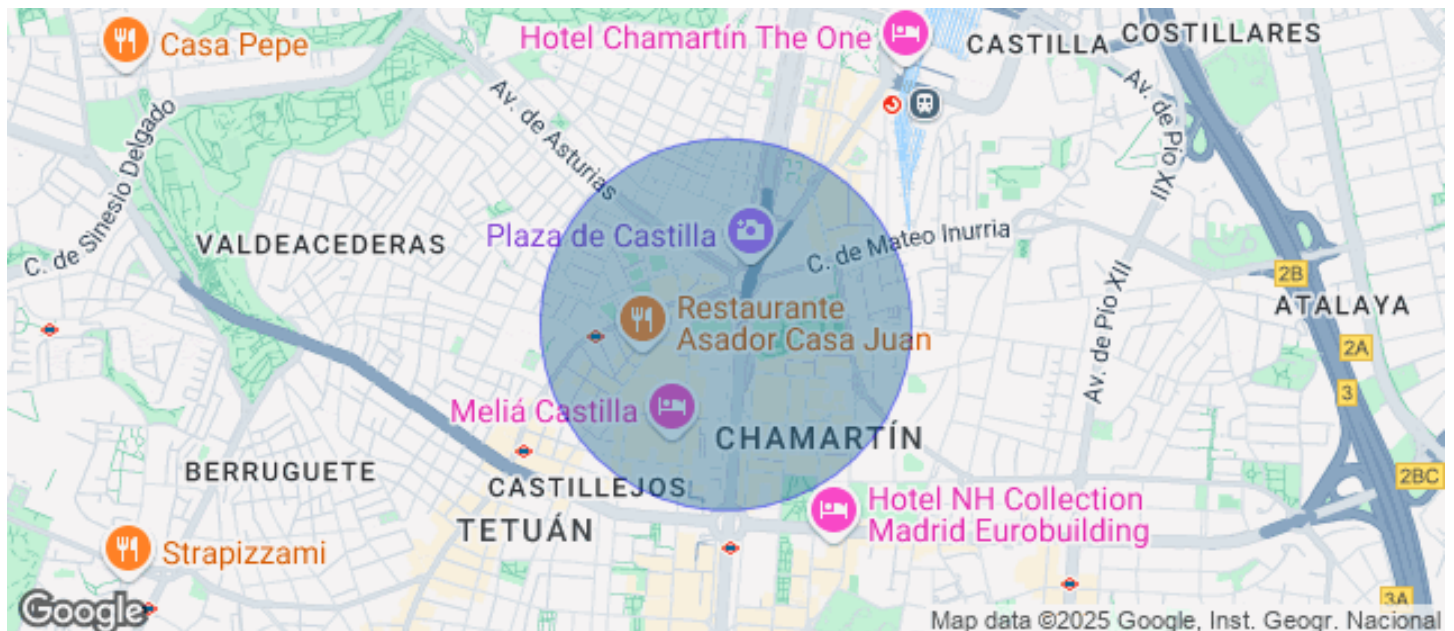 Casa Pepe
Hotel Chamartín The One
CASTILLA
COSTILLARES
Av. de Asturias
Av. de Pío XII
C. de Sinesio Delgado
VALDEACEDERAS
Plaza de Castilla
C. de Mateo Inurria
2B
ATALAYA
Restaurante
Asador Casa Juan
Av. de Pío XII
2A
3
Meliá Castilla
CHAMARTÍN
BERRUGUETE
CASTILLEJOS
2BC
Hotel NH Collection
Madrid Eurobuilding
TETUÁN
Strapizzami
3A
Google
Map data ©2025 Google, Inst. Geogr. Nacional